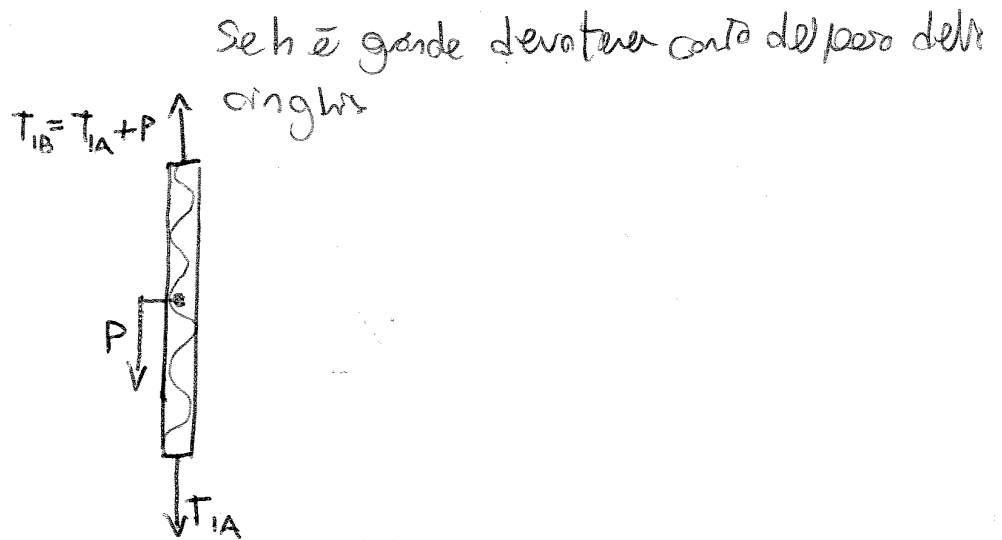 Se h è grande devo tener conto del peso della
cinghia
T1B = T1A + P
P
T1A